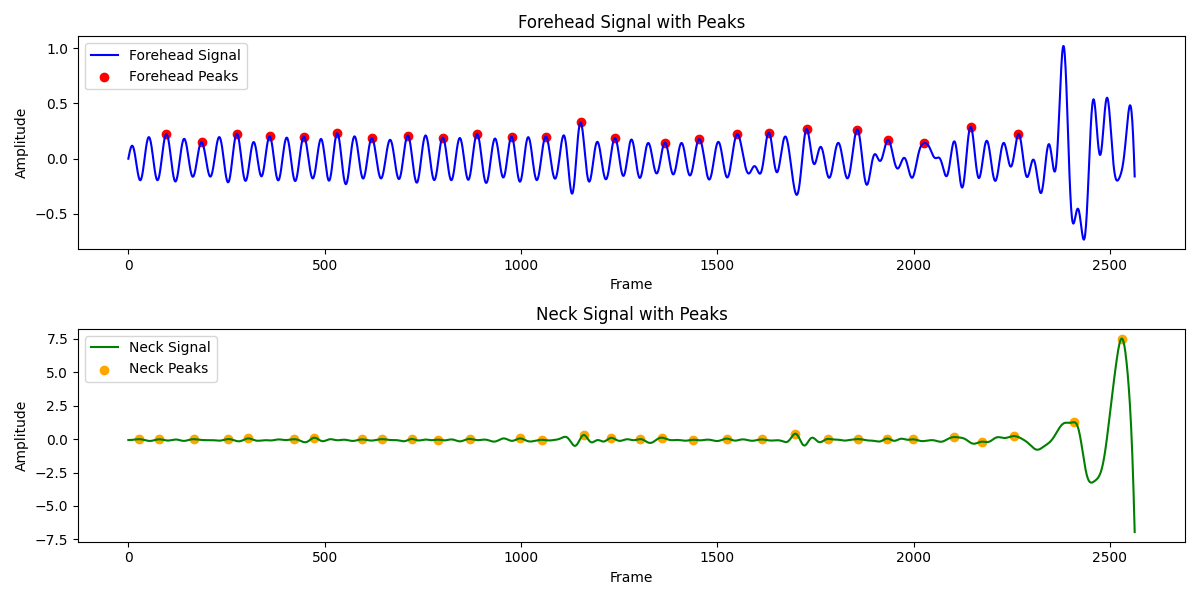 Forehead Signal with Peaks
Forehead Signal
Forehead Peaks
1.0
0.5
0.0
−0.5
Amplitude
0 500 1000 1500 2000 2500
Frame
Neck Signal with Peaks
Neck Signal
Neck Peaks
7.5
5.0
2.5
0.0
−2.5
−5.0
−7.5
Amplitude
0 500 1000 1500 2000 2500
Frame